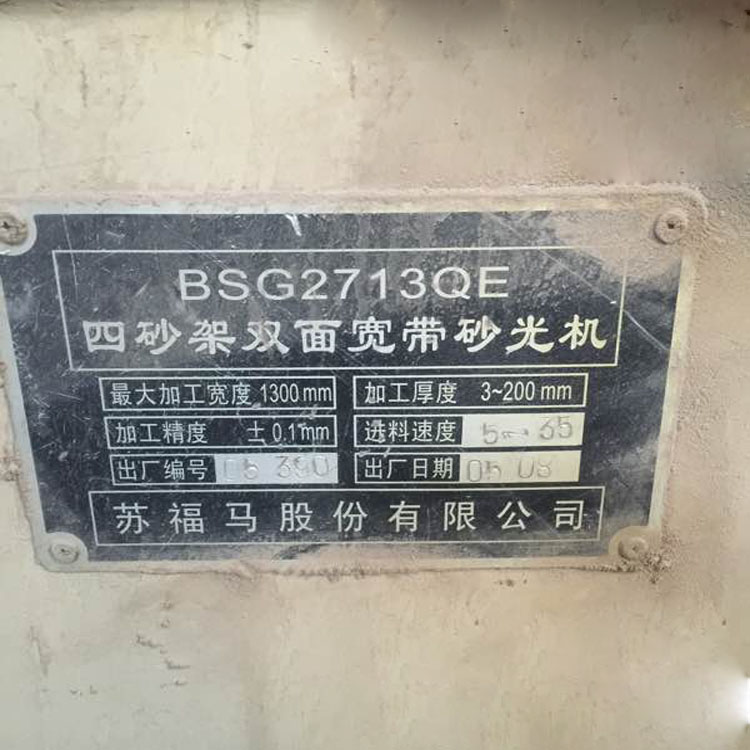 BSG2713QE
四砂架双面宽带砂光机
最大加工宽度 1300mm 加工厚度 3~200mm
加工精度 ±0.1mm 进料速度 5~35
出厂编号 出厂日期
苏福马股份有限公司